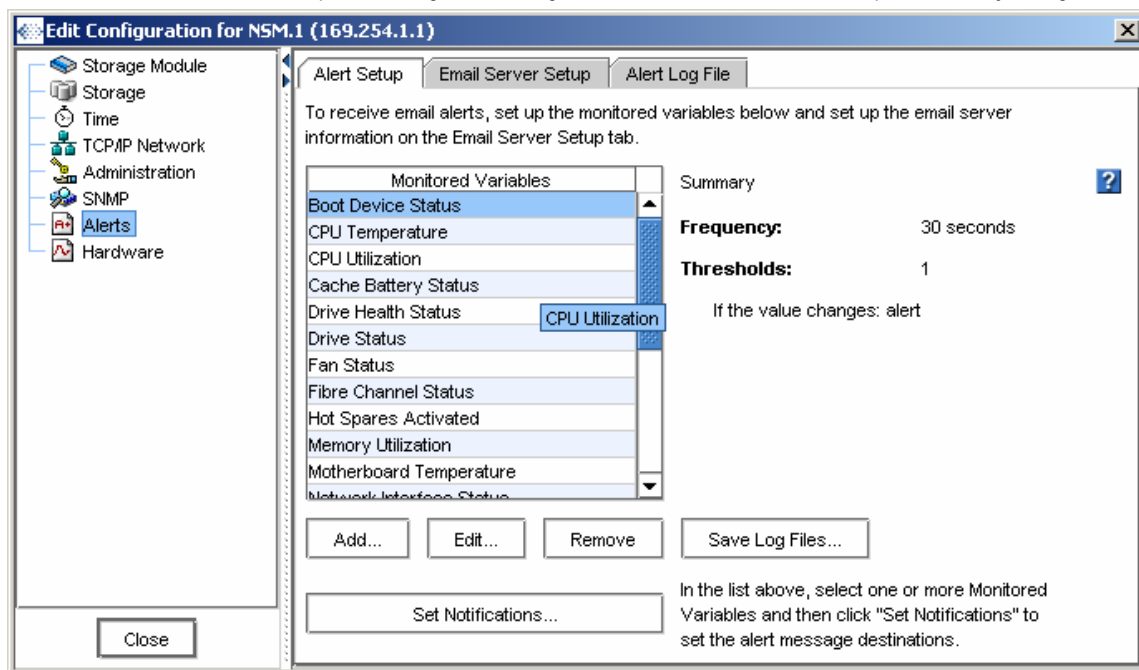 Edit Configuration for NSM.1 (169.254.1.1)
Storage Module
Storage
Time
TCP/IP Network
Administration
SNMP
Alerts
Hardware
Close
Alert Setup
Email Server Setup
Alert Log File
To receive email alerts, set up the monitored variables below and set up the email server
information on the Email Server Setup tab.
Monitored Variables
Boot Device Status
CPU Temperature
CPU Utilization
Cache Battery Status
Drive Health Status
CPU Utilization
Drive Status
Fan Status
Fibre Channel Status
Hot Spares Activated
Memory Utilization
Motherboard Temperature
Network Interface Status
Summary
Frequency: 30 seconds
Thresholds: 1
If the value changes: alert
Add...
Edit...
Remove
Save Log Files...
Set Notifications...
In the list above, select one or more Monitored
Variables and then click "Set Notifications" to
set the alert message destinations.